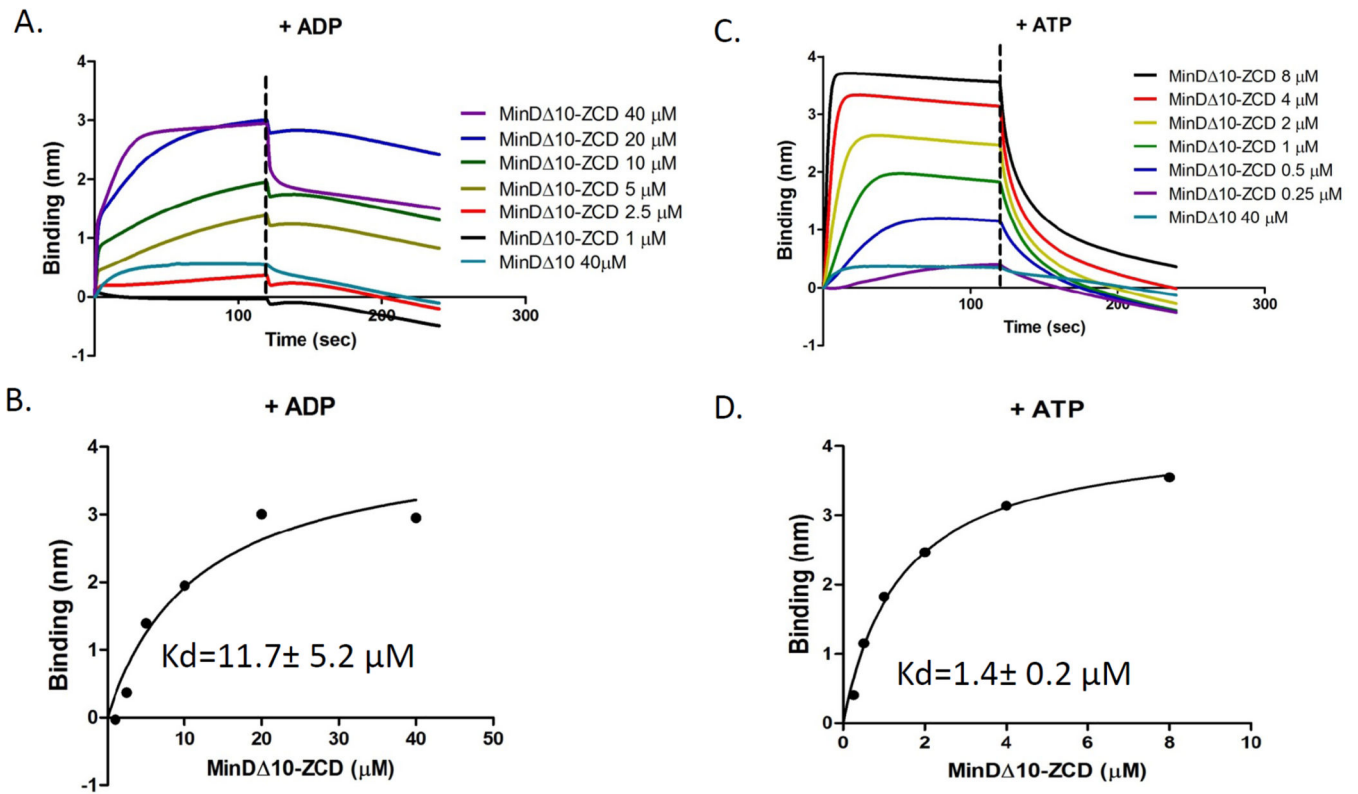 A.
+ ADP
4
3
2
1
0
-1
100
200
300
Binding (nm)
Time (sec)
MinDΔ10-ZCD 40 μM
MinDΔ10-ZCD 20 μM
MinDΔ10-ZCD 10 μM
MinDΔ10-ZCD 5 μM
MinDΔ10-ZCD 2.5 μM
MinDΔ10-ZCD 1 μM
MinDΔ10 40μM
C.
+ ATP
4
3
2
1
0
-1
100
200
300
Binding (nm)
Time (sec)
MinDΔ10-ZCD 8 μM
MinDΔ10-ZCD 4 μM
MinDΔ10-ZCD 2 μM
MinDΔ10-ZCD 1 μM
MinDΔ10-ZCD 0.5 μM
MinDΔ10-ZCD 0.25 μM
MinDΔ10 40 μM
B.
+ ADP
4
3
2
1
0
-1
10
20
30
40
50
Binding (nm)
Kd=11.7± 5.2 μM
MinDΔ10-ZCD (μM)
D.
+ ATP
4
3
2
1
0
0
2
4
6
8
10
Binding (nm)
Kd=1.4± 0.2 μM
MinDΔ10-ZCD (μM)